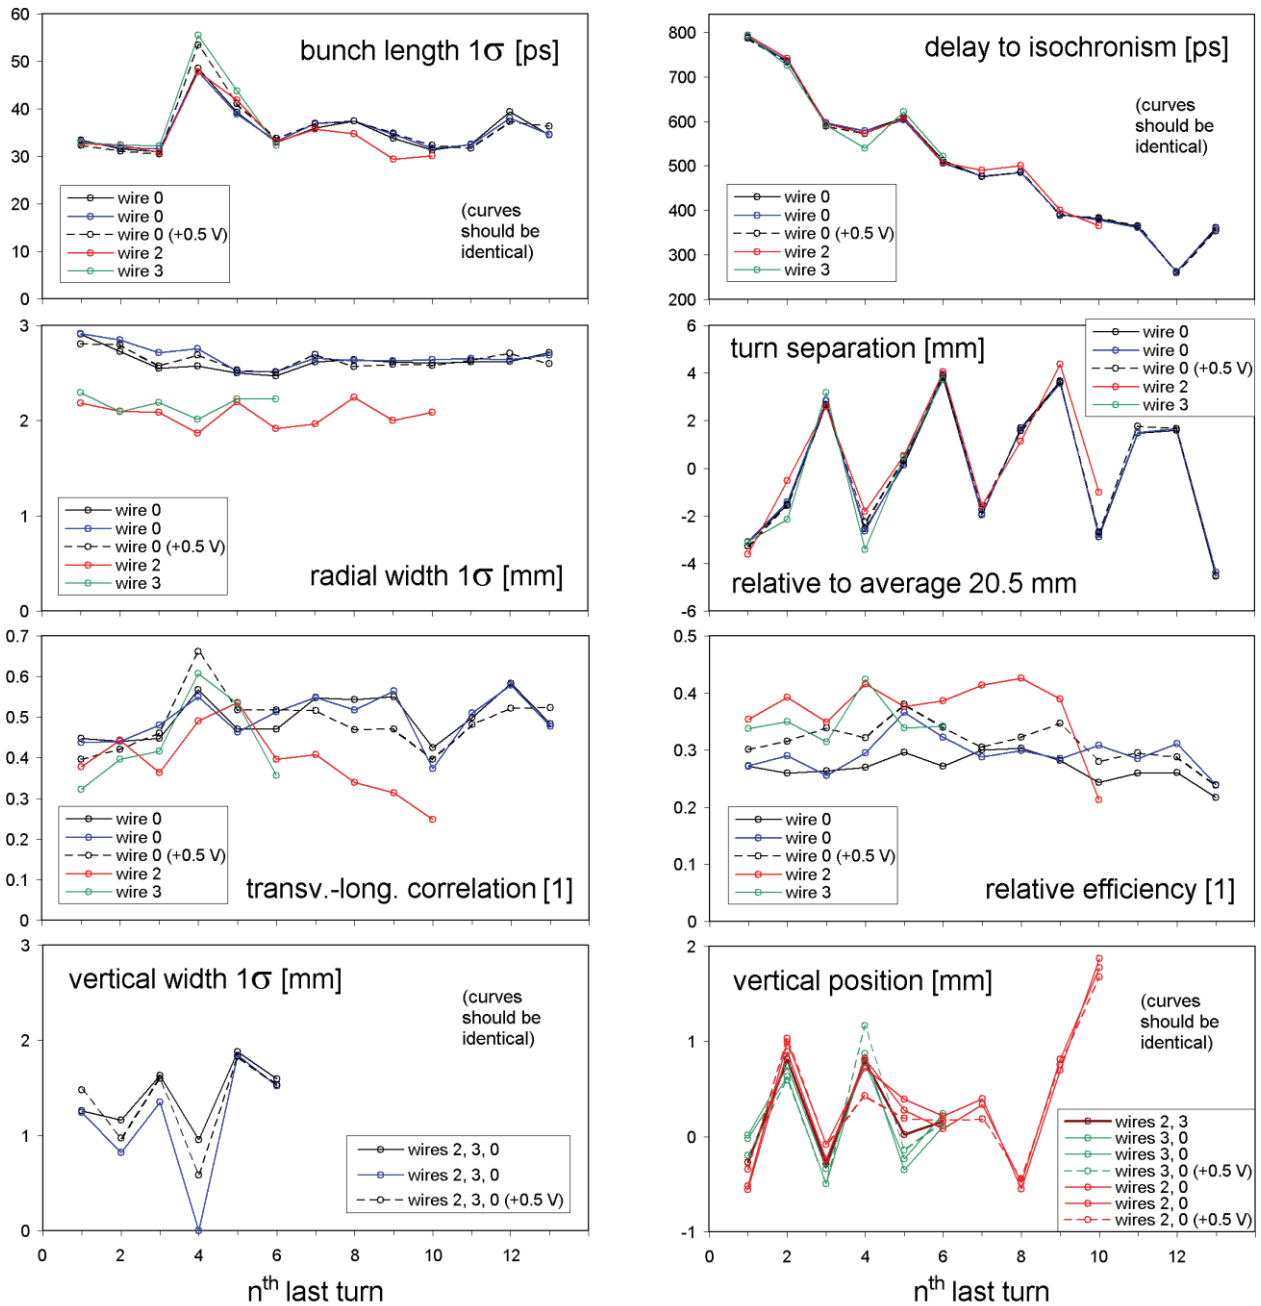 60
50
40
30
20
10
0
bunch length 1σ [ps]
(curves
should be
identical)
wire 0
wire 0
wire 0 (+0.5 V)
wire 2
wire 3
800
700
600
500
400
300
200
delay to isochronism [ps]
(curves
should be
identical)
wire 0
wire 0
wire 0 (+0.5 V)
wire 2
wire 3
3
2
1
0
wire 0
wire 0
wire 0 (+0.5 V)
wire 2
wire 3
radial width 1σ [mm]
6
4
2
0
-2
-4
-6
turn separation [mm]
wire 0
wire 0
wire 0 (+0.5 V)
wire 2
wire 3
relative to average 20.5 mm
0.7
0.6
0.5
0.4
0.3
0.2
0.1
0
wire 0
wire 0
wire 0 (+0.5 V)
wire 2
wire 3
transv.-long. correlation [1]
0.5
0.4
0.3
0.2
0.1
0
wire 0
wire 0
wire 0 (+0.5 V)
wire 2
wire 3
relative efficiency [1]
3
2
1
0
vertical width 1σ [mm]
(curves
should be
identical)
wires 2, 3, 0
wires 2, 3, 0
wires 2, 3, 0 (+0.5 V)
0 2 4 6 8 10 12
nth last turn
2
1
0
-1
vertical position [mm]
(curves
should be
identical)
wires 2, 3
wires 3, 0
wires 3, 0
wires 3, 0 (+0.5 V)
wires 2, 0
wires 2, 0
wires 2, 0 (+0.5 V)
0 2 4 6 8 10 12
nth last turn